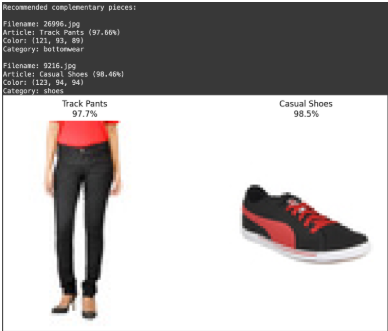 Recommended complementary pieces:
Filename: 26996.jpg
Article: Track Pants (97.66%)
Color: (121, 93, 89)
Category: bottomwear
Filename: 9216.jpg
Article: Casual Shoes (98.46%)
Color: (123, 94, 94)
Category: shoes
Track Pants
97.7%
Casual Shoes
98.5%